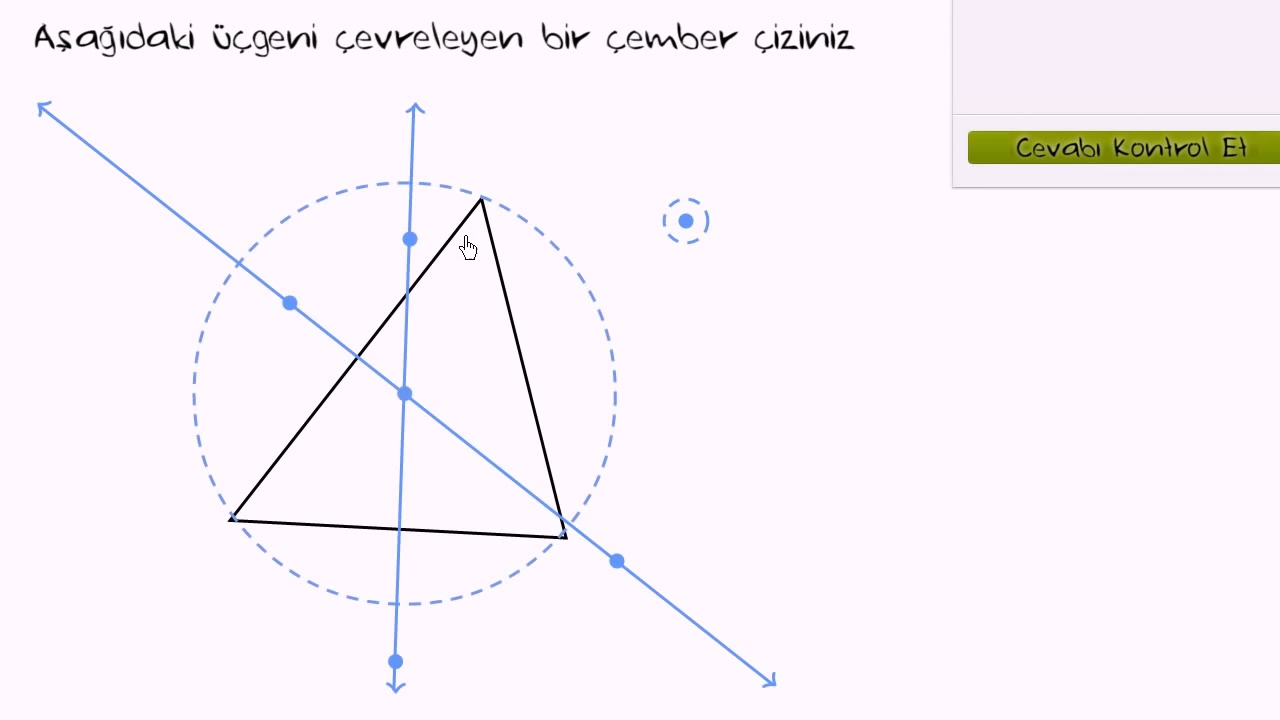 Aşağıdaki üçgeni çevreleyen bir çember çiziniz
Cevabı Kontrol Et